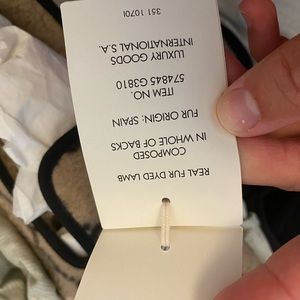 REAL FUR DYED LAMB
COMPOSED
IN WHOLE OF BACKS
FUR ORIGIN: SPAIN
ITEM NO.
574845 G3810
LUXURY GOODS
INTERNATIONAL S.A.
351 10701